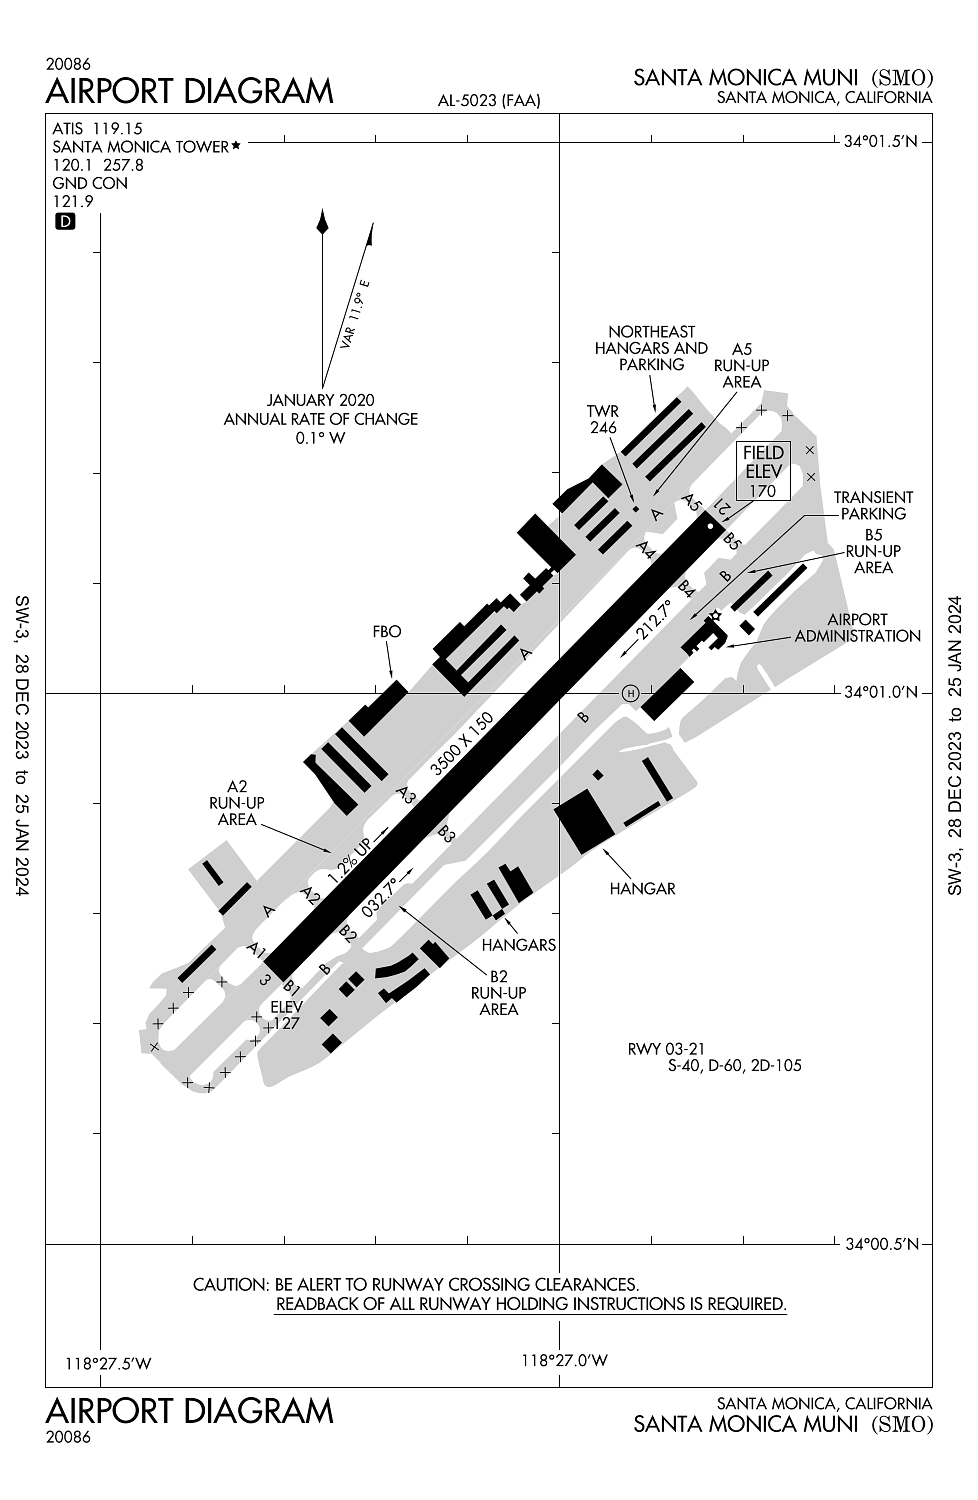 20086
AIRPORT DIAGRAM
AL-5023 (FAA)
SANTA MONICA MUNI (SMO)
SANTA MONICA, CALIFORNIA
ATIS 119.15
SANTA MONICA TOWER★
120.1 257.8
GND CON
121.9
D
34°01.5'N
VAR 11.9° E
JANUARY 2020
ANNUAL RATE OF CHANGE
0.1° W
NORTHEAST
HANGARS AND
PARKING
A5
RUN-UP
AREA
TWR
246
FIELD
ELEV
170
TRANSIENT
PARKING
B5
RUN-UP
AREA
AIRPORT
ADMINISTRATION
A
A5
21
B5
A4
B
B4
212.7°
FBO
A
34°01.0'N
H
B
3500 X 150
A2
RUN-UP
AREA
A3
B3
1.2% UP
032.7°
HANGAR
A2
A
B2
HANGARS
A1
B
3
B1
ELEV
127
B2
RUN-UP
AREA
RWY 03-21
S-40, D-60, 2D-105
34°00.5'N
CAUTION: BE ALERT TO RUNWAY CROSSING CLEARANCES.
READBACK OF ALL RUNWAY HOLDING INSTRUCTIONS IS REQUIRED.
118°27.5'W
118°27.0'W
SW-3, 28 DEC 2023 to 25 JAN 2024
SW-3, 28 DEC 2023 to 25 JAN 2024
AIRPORT DIAGRAM
20086
SANTA MONICA, CALIFORNIA
SANTA MONICA MUNI (SMO)